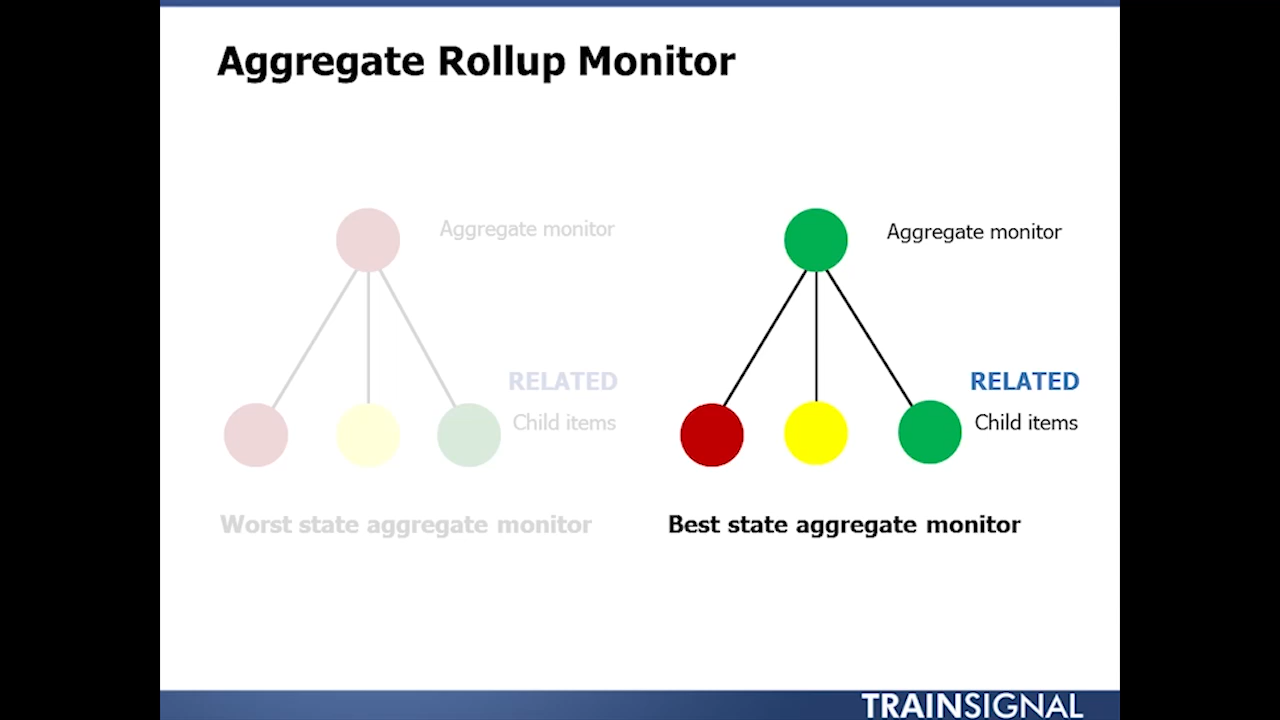 Aggregate Rollup Monitor
Aggregate monitor
RELATED
Child items
Worst state aggregate monitor
Aggregate monitor
RELATED
Child items
Best state aggregate monitor
TRAINSIGNAL